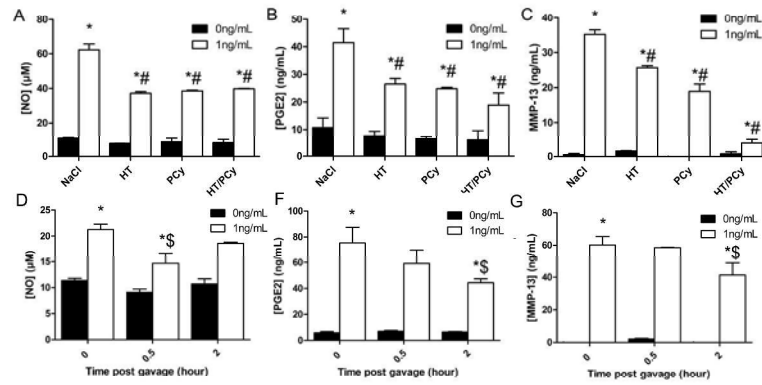 A
[NO] (µM)
80
60
40
20
0
*
*#
*#
*#
0ng/mL
1ng/mL
NaCl
HT
PCy
HT/PCy
B
[PGE2] (ng/mL)
50
40
30
20
10
0
*
*#
*#
*#
0ng/mL
1ng/mL
NaCl
HT
PCy
HT/PCy
C
MMP-13 (ng/mL)
40
30
20
10
0
*
*#
*#
*#
0ng/mL
1ng/mL
NaCl
HT
PCy
HT/PCy
D
[NO] (µM)
25
20
15
10
5
0
*
*$
0ng/mL
1ng/mL
0
0.5
2
Time post gavage (hour)
F
[PGE2] (ng/mL)
100
80
60
40
20
0
*
*$
0ng/mL
1ng/mL
0
0.5
2
Time post gavage (hour)
G
[MMP-13] (ng/mL)
80
60
40
20
0
*
*$
0ng/mL
1ng/mL
0
0.5
2
Time post gavage (hour)